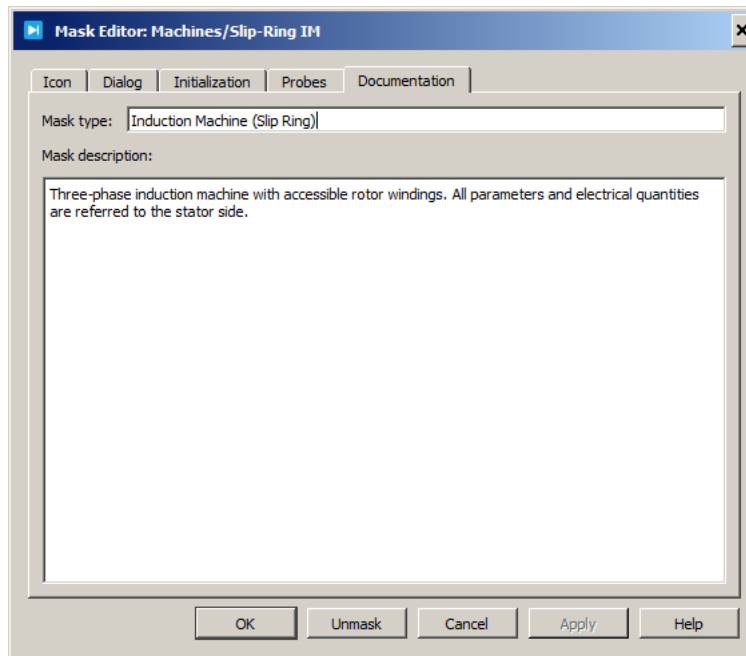 Mask Editor: Machines/Slip-Ring IM
Icon Dialog Initialization Probes Documentation
Mask type: Induction Machine (Slip Ring)
Mask description:
Three-phase induction machine with accessible rotor windings. All parameters and electrical quantities
are referred to the stator side.
OK Unmask Cancel Apply Help